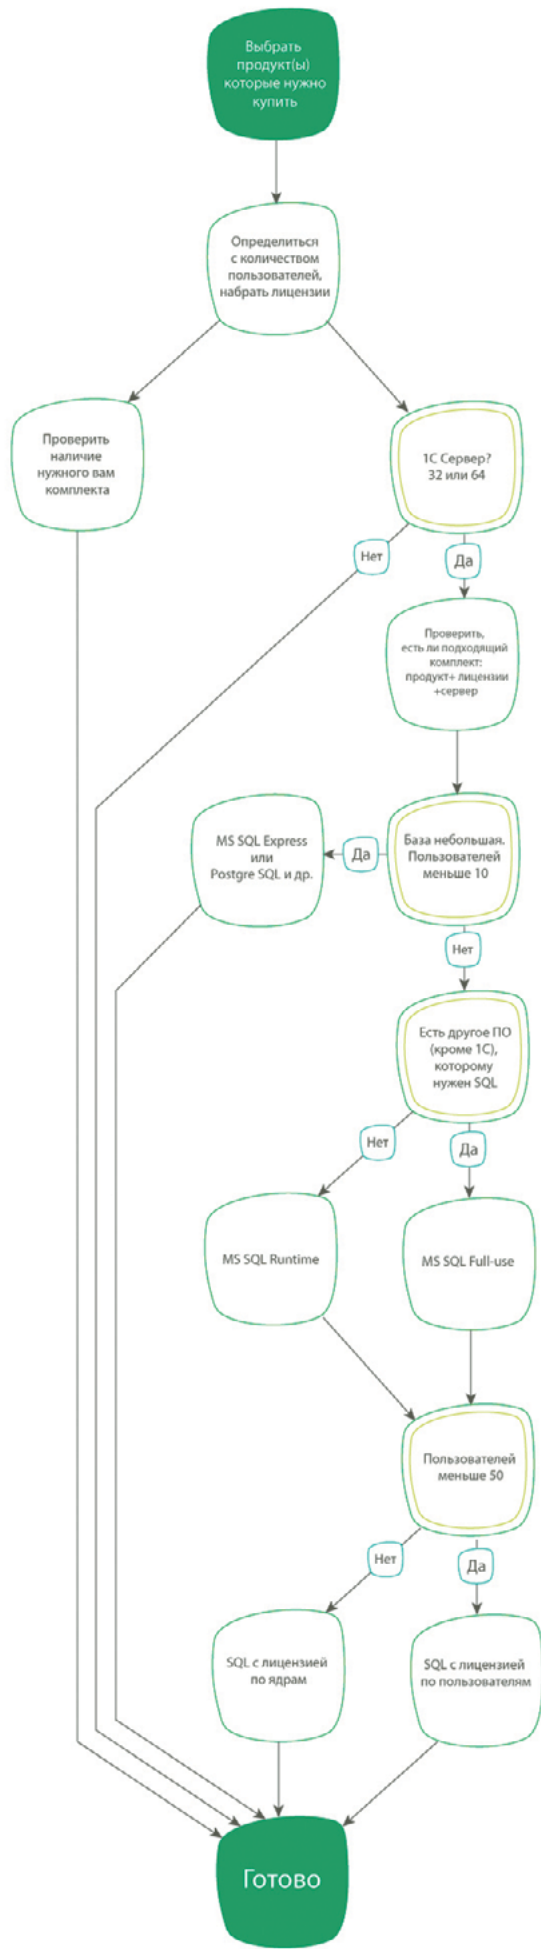 Выбрать
продукт(ы)
которые нужно
купить
Определиться
с количеством
пользователей,
набрать лицензии
Проверить
наличие
нужного вам
комплекта
1С Сервер?
32 или 64
Нет
Да
Проверить,
есть ли подходящий
комплект:
продукт+ лицензии
+сервер
MS SQL Express
или
Postgre SQL и др.
Да
База небольшая.
Пользователей
меньше 10
Нет
Есть другое ПО
(кроме 1С),
которому
нужен SQL
Нет
Да
MS SQL Runtime
MS SQL Full-use
Пользователей
меньше 50
Нет
Да
SQL с лицензией
по ядрам
SQL с лицензией
по пользователям
Готово